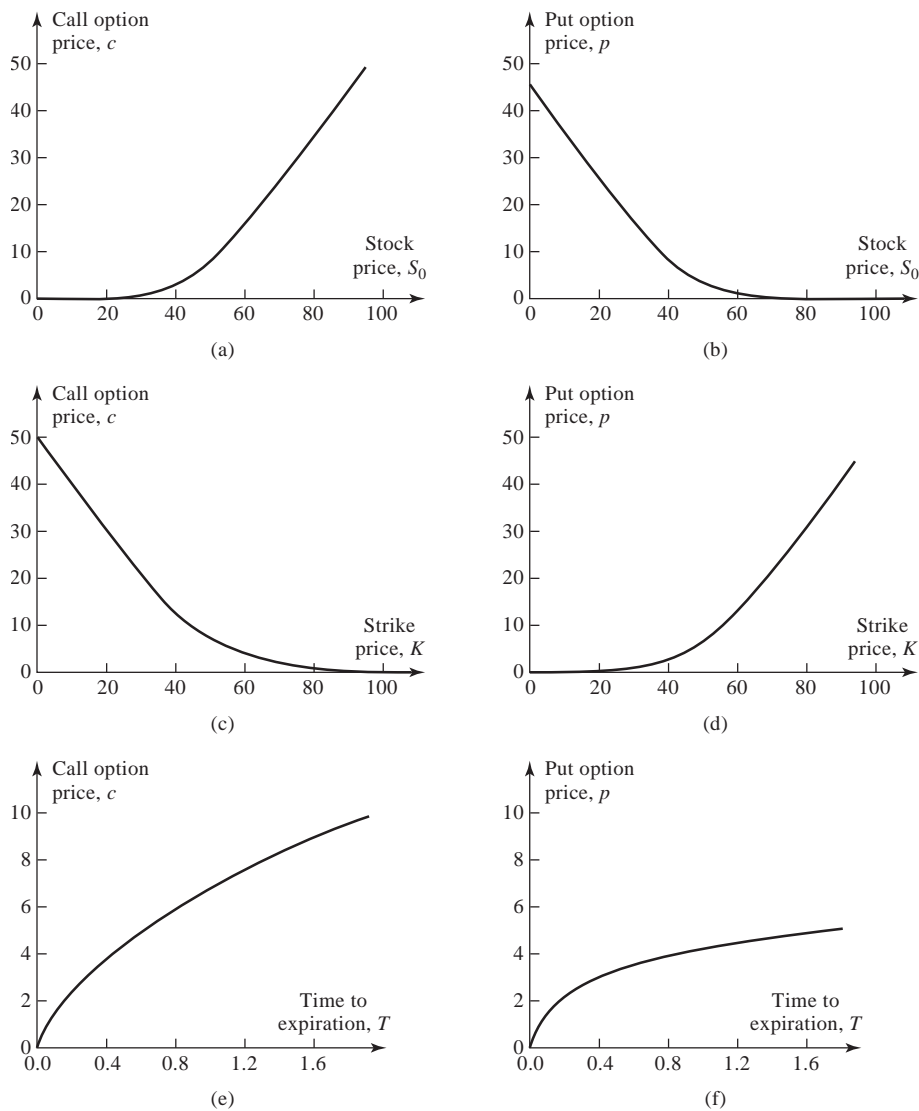 Call option
price, c
50
40
30
20
10
0
Stock
price, S0
0 20 40 60 80 100
(a)
Put option
price, p
50
40
30
20
10
0
Stock
price, S0
0 20 40 60 80 100
(b)
Call option
price, c
50
40
30
20
10
0
Strike
price, K
0 20 40 60 80 100
(c)
Put option
price, p
50
40
30
20
10
0
Strike
price, K
0 20 40 60 80 100
(d)
Call option
price, c
10
8
6
4
2
0
Time to
expiration, T
0.0 0.4 0.8 1.2 1.6
(e)
Put option
price, p
10
8
6
4
2
0
Time to
expiration, T
0.0 0.4 0.8 1.2 1.6
(f)